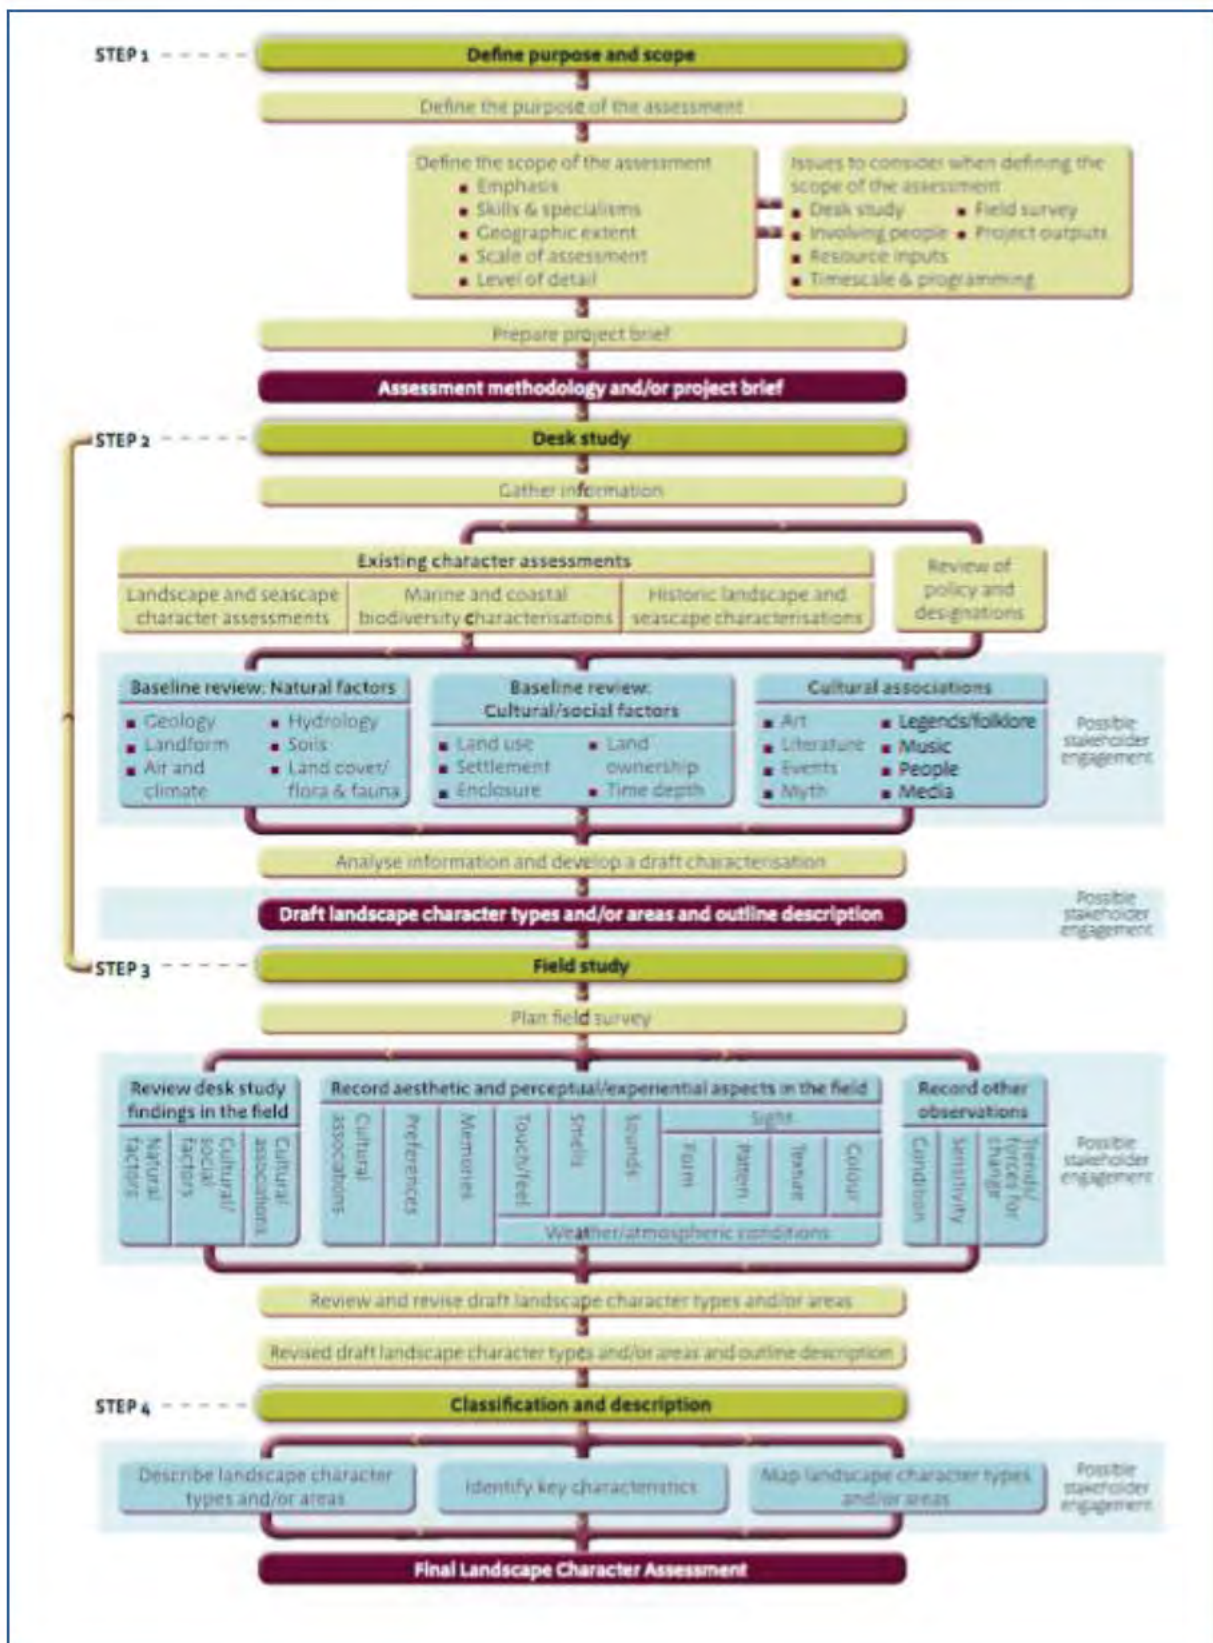 STEP 1
Define purpose and scope
Define the purpose of the assessment
Define the scope of the assessment
Emphasis
Skills & specialisms
Geographic extent
Scale of assessment
Level of detail
Issues to consider when defining the
scope of the assessment
Desk study
Field survey
Involving people
Project outputs
Resource inputs
Timescale & programming
Prepare project brief
Assessment methodology and/or project brief
STEP 2
Desk study
Gather information
Existing character assessments
Landscape and seascape
character assessments
Marine and coastal
biodiversity characterisations
Historic landscape and
seascape characterisations
Review of
policy and
designations
Baseline review: Natural factors
Geology
Landform
Air and
climate
Hydrology
Soils
Land cover/
flora & fauna
Baseline review:
Cultural/social factors
Land use
Settlement
Enclosure
Land
ownership
Time depth
Cultural associations
Art
Literature
Events
Myth
Legends/folklore
Music
People
Media
Possible
stakeholder
engagement
Analyse information and develop a draft characterisation
Draft landscape character types and/or areas and outline description
Possible
stakeholder
engagement
STEP 3
Field study
Plan field survey
Review desk study
findings in the field
Natural
factors
Cultural/
social
factors
Cultural/
associations
Record aesthetic and perceptual/experiential aspects in the field
Cultural
associations
Preferences
Memories
Touch/feel
Smells
Sounds
Sight
Form
Pattern
Texture
Colour
Weather/atmospheric conditions
Record other
observations
Condition
Sensitivity
Trends/
forces for
change
Possible
stakeholder
engagement
Review and revise draft landscape character types and/or areas
Revised draft landscape character types and/or areas and outline description
STEP 4
Classification and description
Describe landscape character
types and/or areas
Identify key characteristics
Map landscape character types
and/or areas
Possible
stakeholder
engagement
Final Landscape Character Assessment